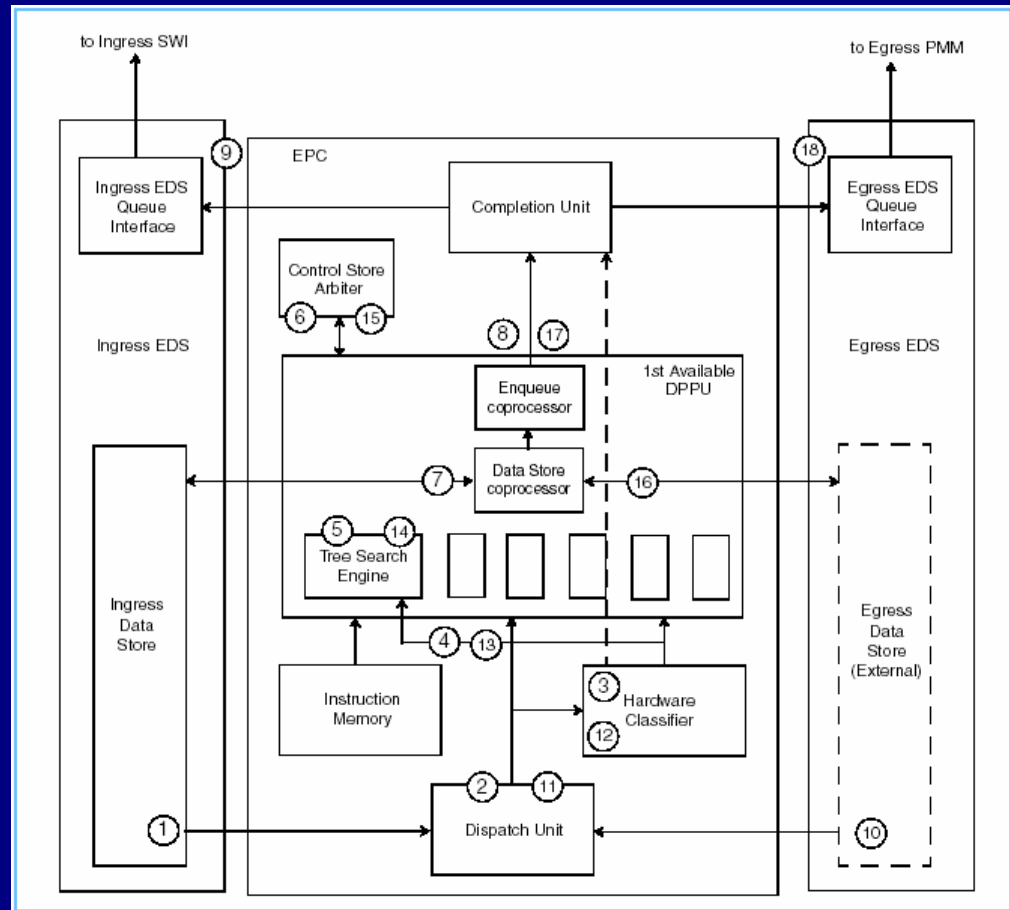 to Ingress SWI
to Egress PMM
9
18
EPC
Ingress EDS
Queue
Interface
Completion Unit
Egress EDS
Queue
Interface
Control Store
Arbiter
6
15
8
17
Ingress EDS
Egress EDS
1st Available
DPPU
Enqueue
coprocessor
Data Store
coprocessor
7
16
5
14
Tree Search
Engine
Ingress
Data
Store
Egress
Data
Store
(External)
4
13
Instruction
Memory
3
Hardware
Classifier
12
2
11
Dispatch Unit
1
10